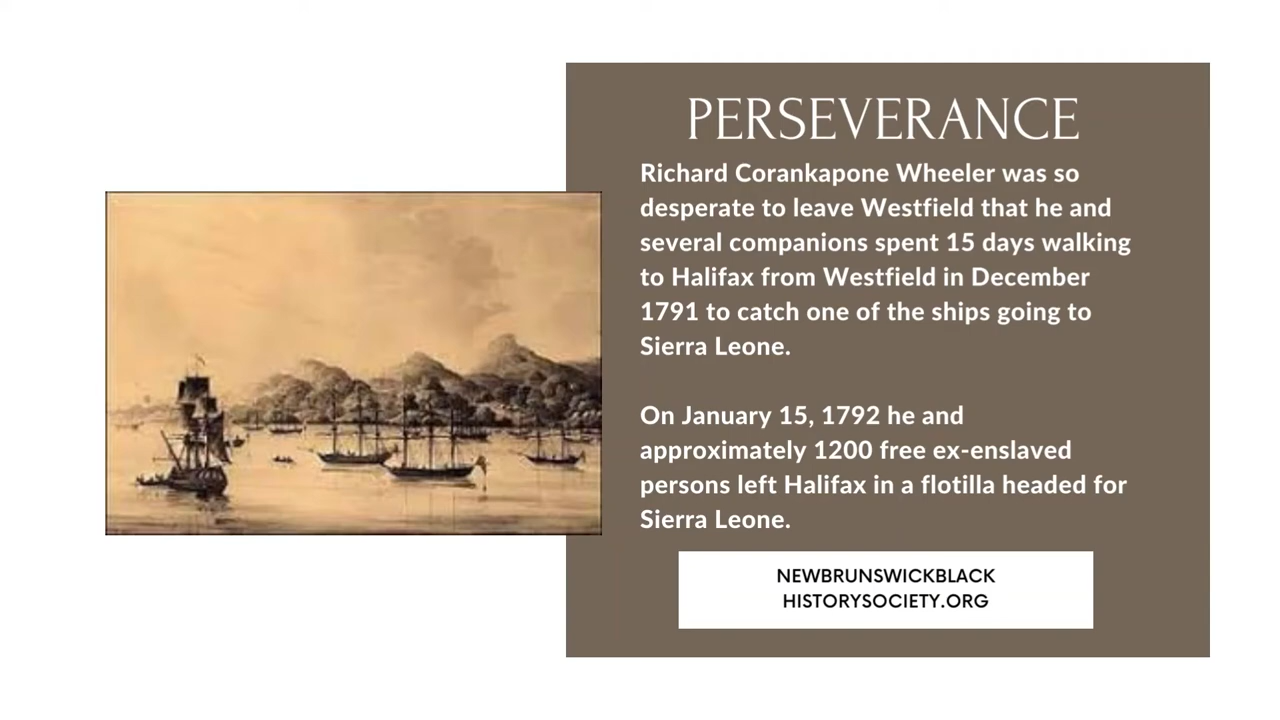 PERSEVERANCE
Richard Corankapone Wheeler was so
desperate to leave Westfield that he and
several companions spent 15 days walking
to Halifax from Westfield in December
1791 to catch one of the ships going to
Sierra Leone.
On January 15, 1792 he and
approximately 1200 free ex-enslaved
persons left Halifax in a flotilla headed for
Sierra Leone.
NEWBRUNSWICKBLACK
HISTORYSOCIETY.ORG